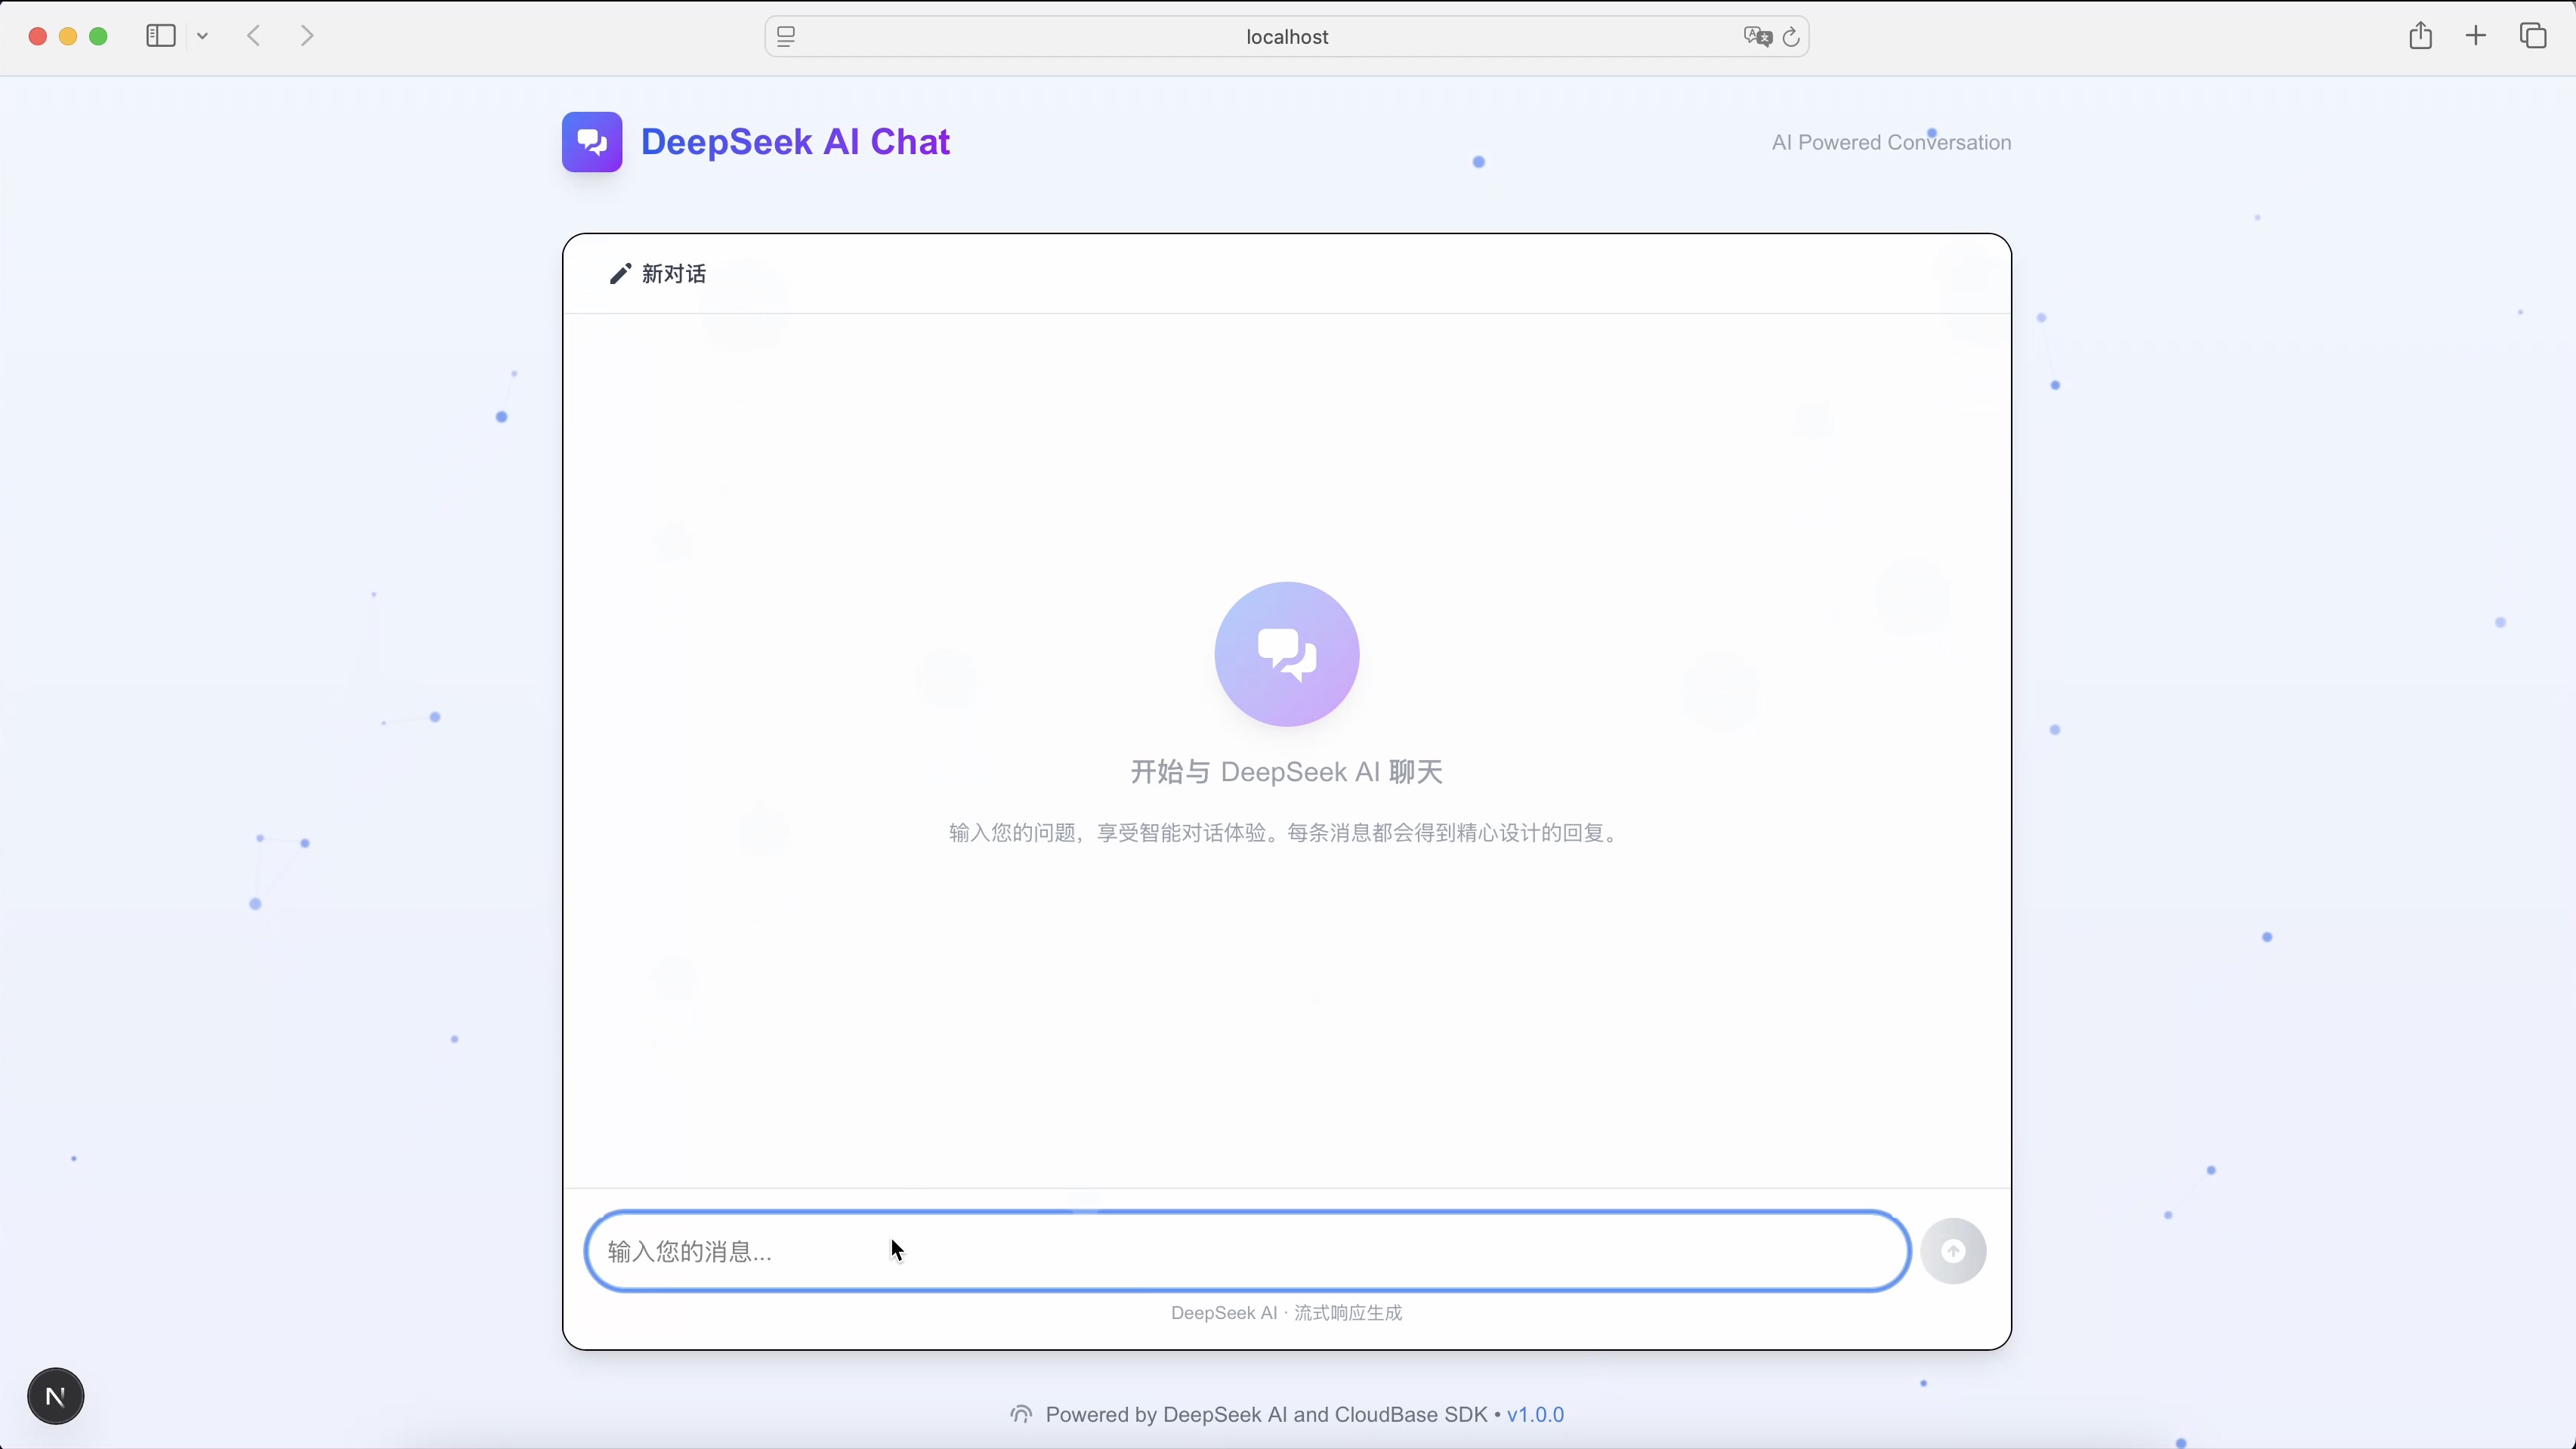 localhost
DeepSeek AI Chat
AI Powered Conversation
新对话
开始与 DeepSeek AI 聊天
输入您的问题，享受智能对话体验。每条消息都会得到精心设计的回复。
输入您的消息...
DeepSeek AI · 流式响应生成
N
Powered by DeepSeek AI and CloudBase SDK • v1.0.0